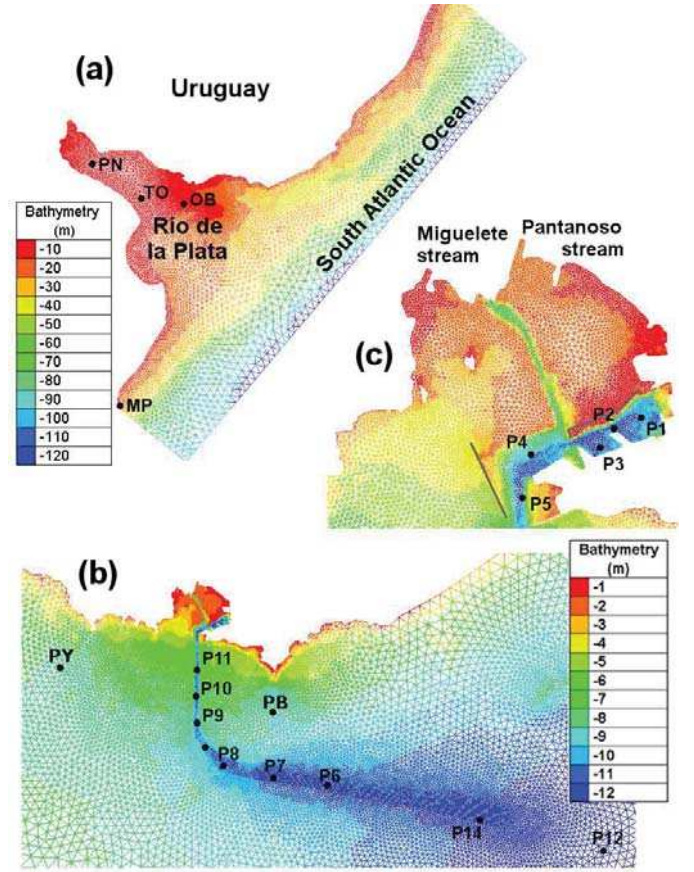 (a)
Uruguay
South Atlantic Ocean
PN
TO
OB
Río de
la Plata
MP
Bathymetry
(m)
-10
-20
-30
-40
-50
-60
-70
-80
-90
-100
-110
-120
Miguelete
stream
Pantanoso
stream
(c)
P2
P1
P4
P3
P5
(b)
PY
P11
P10
PB
P9
P8
P7
P6
P14
P12
Bathymetry
(m)
-1
-2
-3
-4
-5
-6
-7
-8
-9
-10
-11
-12